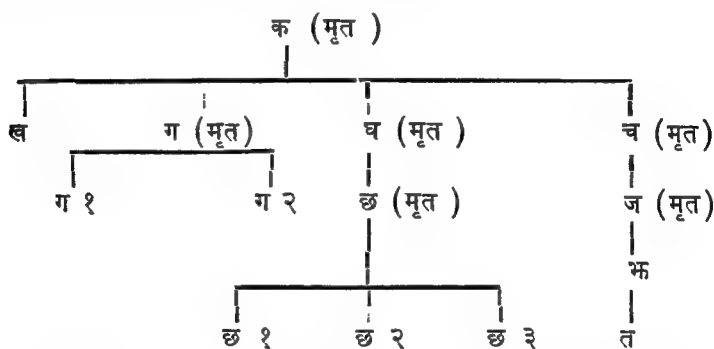 क (मृत )
ख ग (मृत) घ (मृत ) च (मृत)
ग १ ग २ छ (मृत ) ज (मृत)
झ
छ १ छ २ छ ३ त